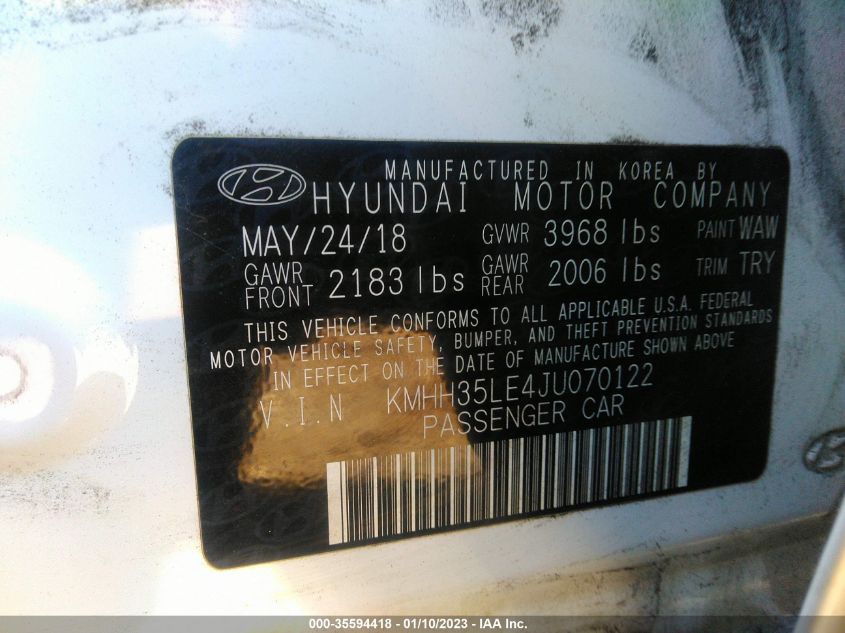 MANUFACTURED IN KOREA BY
HYUNDAI MOTOR COMPANY
MAY/24/18 GVWR 3968 lbs PAINT WAW
GAWR FRONT 2183 lbs GAWR REAR 2006 lbs TRIM TRY
THIS VEHICLE CONFORMS TO ALL APPLICABLE U.S.A. FEDERAL
MOTOR VEHICLE SAFETY, BUMPER, AND THEFT PREVENTION STANDARDS
IN EFFECT ON THE DATE OF MANUFACTURE SHOWN ABOVE
V.I.N KMHH35LE4JU070122
PASSENGER CAR
000-35594418 - 01/10/2023 - IAA Inc.